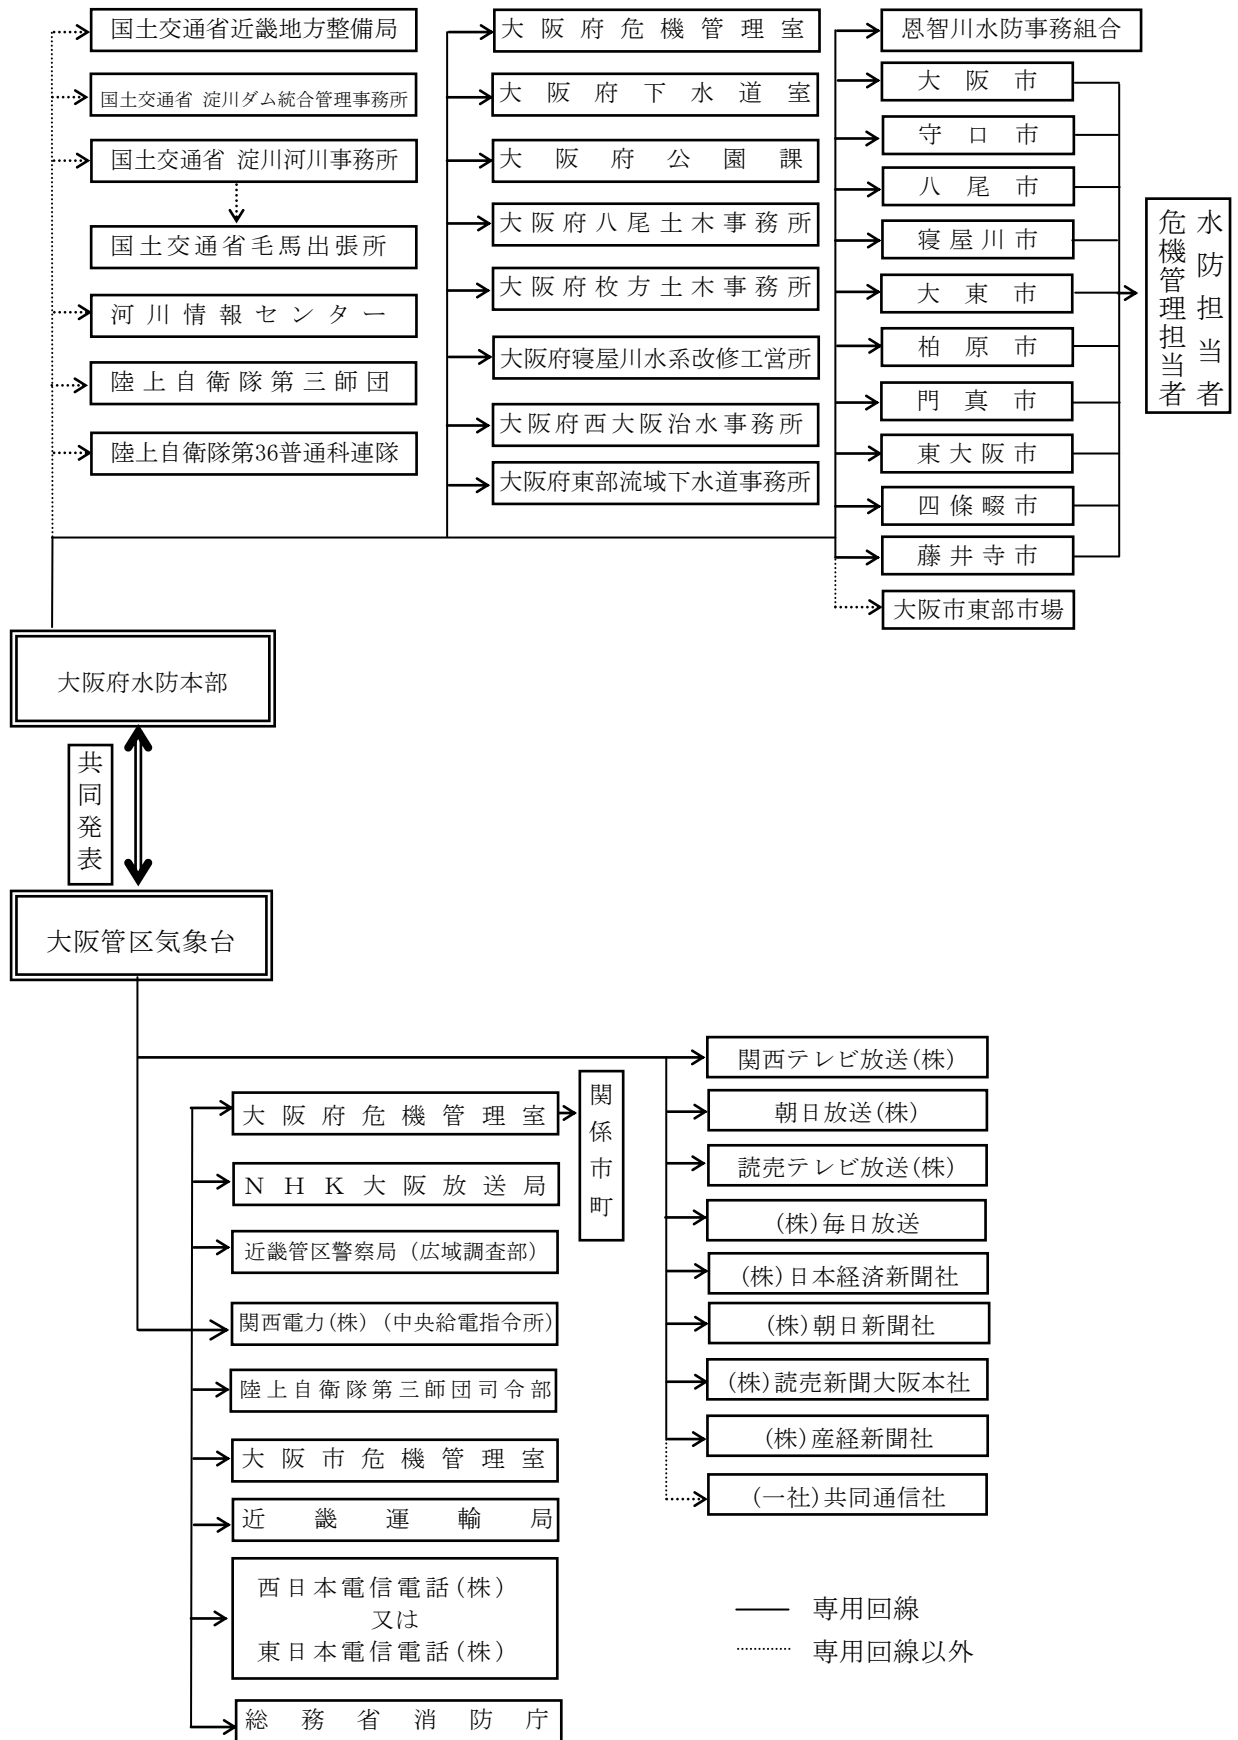 国土交通省近畿地方整備局
国土交通省 淀川ダム統合管理事務所
国土交通省 淀川河川事務所
国土交通省毛馬出張所
河川情報センター
陸上自衛隊第三師団
陸上自衛隊第36普通科連隊
大阪府危機管理室
大阪府下水道室
大阪府公園課
大阪府八尾土木事務所
大阪府枚方土木事務所
大阪府寝屋川水系改修工営所
大阪府西大阪治水事務所
大阪府東部流域下水道事務所
恩智川水防事務組合
大阪市
守口市
八尾市
寝屋川市
大東市
柏原市
門真市
東大阪市
四條畷市
藤井寺市
大阪市東部市場
水防担当者
危機管理担当者
大阪府水防本部
共同発表
大阪管区気象台
大阪府危機管理室
関係市町
NHK大阪放送局
近畿管区警察局（広域調査部）
関西電力(株)（中央給電指令所）
陸上自衛隊第三師団司令部
大阪市危機管理室
近畿運輸局
西日本電信電話(株)
又は
東日本電信電話(株)
総務省消防庁
関西テレビ放送(株)
朝日放送(株)
読売テレビ放送(株)
(株)毎日放送
(株)日本経済新聞社
(株)朝日新聞社
(株)読売新聞大阪本社
(株)産経新聞社
(一社)共同通信社
専用回線
専用回線以外